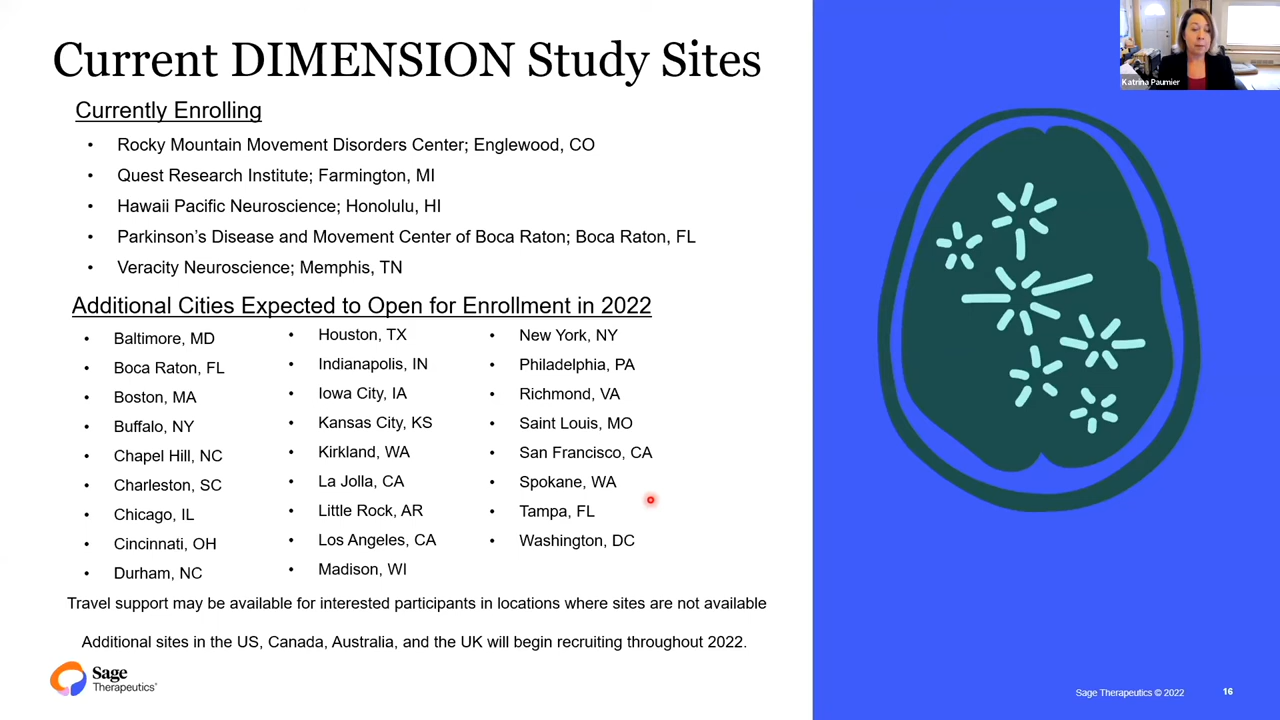 Current DIMENSION Study Sites
Katrina Paumier
Currently Enrolling
• Rocky Mountain Movement Disorders Center; Englewood, CO
• Quest Research Institute; Farmington, MI
• Hawaii Pacific Neuroscience; Honolulu, HI
• Parkinson’s Disease and Movement Center of Boca Raton; Boca Raton, FL
• Veracity Neuroscience; Memphis, TN
Additional Cities Expected to Open for Enrollment in 2022
• Baltimore, MD
• Boca Raton, FL
• Boston, MA
• Buffalo, NY
• Chapel Hill, NC
• Charleston, SC
• Chicago, IL
• Cincinnati, OH
• Durham, NC
• Houston, TX
• Indianapolis, IN
• Iowa City, IA
• Kansas City, KS
• Kirkland, WA
• La Jolla, CA
• Little Rock, AR
• Los Angeles, CA
• Madison, WI
• New York, NY
• Philadelphia, PA
• Richmond, VA
• Saint Louis, MO
• San Francisco, CA
• Spokane, WA
• Tampa, FL
• Washington, DC
Travel support may be available for interested participants in locations where sites are not available
Additional sites in the US, Canada, Australia, and the UK will begin recruiting throughout 2022.
Sage
Therapeutics™
Sage Therapeutics © 2022
16